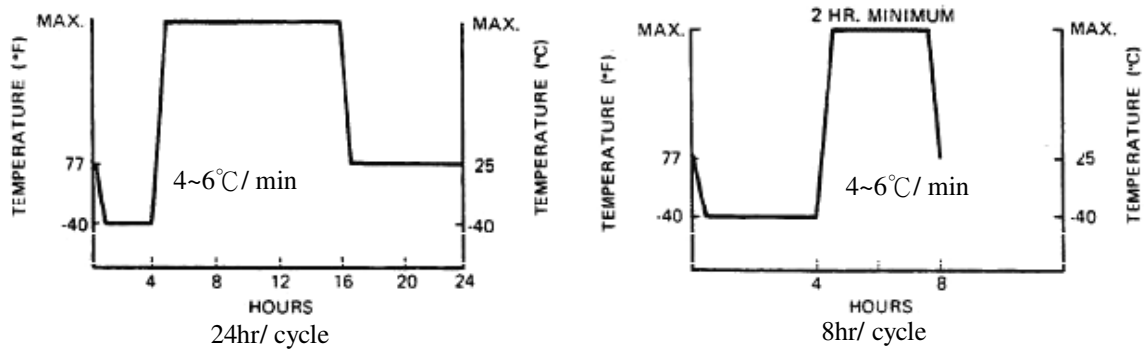 MAX.
TEMPERATURE (°F)
77
-40
4~6℃/ min
MAX.
TEMPERATURE (°C)
25
-40
4 8 12 16 20 24
HOURS
24hr/ cycle
2 HR. MINIMUM
MAX.
TEMPERATURE (°F)
77
-40
4~6℃/ min
MAX.
TEMPERATURE (°C)
25
-40
4 8
HOURS
8hr/ cycle